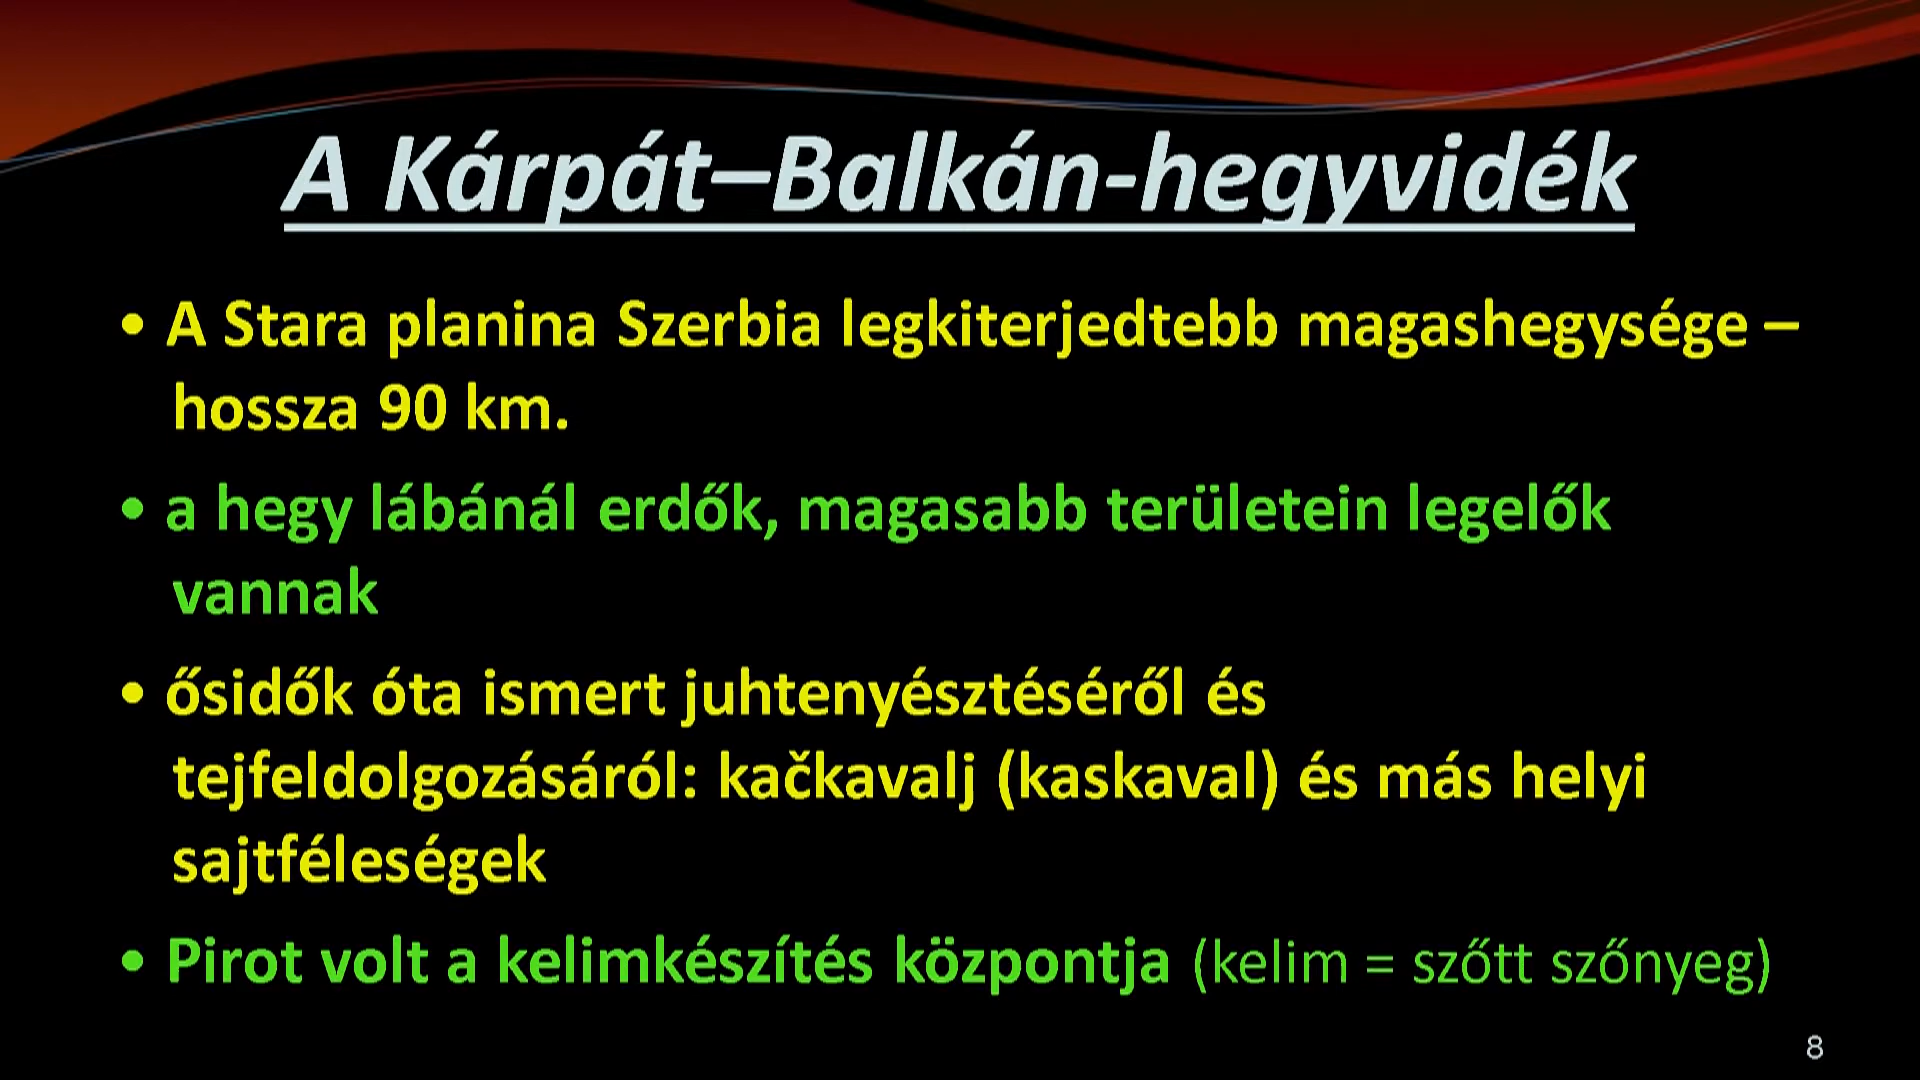 A Kárpát–Balkán-hegyvidék
• A Stara planina Szerbia legkiterjedtebb magashegysége –
hossza 90 km.
• a hegy lábánál erdők, magasabb területein legelők
vannak
• ősidők óta ismert juhtenyésztéséről és
tejfeldolgozásáról: kačkavalj (kaskaval) és más helyi
sajtféleségek
• Pirot volt a kelimkészítés központja (kelim = szőtt szőnyeg)
8